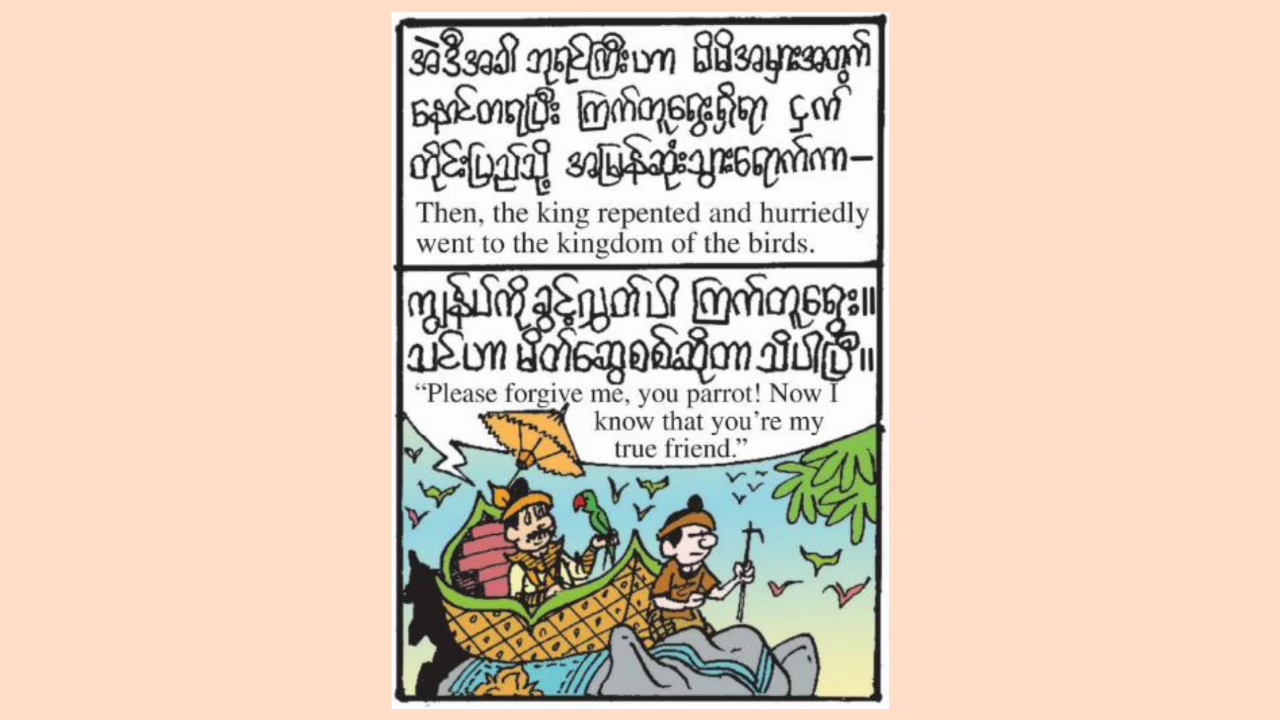 အဲဒီအခါ ဘုရင်ကြီးဟာ မိမိအမှားအတွက်
နောင်တရပြီး ကြက်တူရွေးရှိရာ ငှက်
တိုင်းပြည်သို့ အမြန်ဆုံးသွားရောက်ကာ–
Then, the king repented and hurriedly
went to the kingdom of the birds.
ကျွန်ုပ်ကိုခွင့်လွှတ်ပါ ကြက်တူရွေး။
သင်ဟာ မိတ်ဆွေစစ်ဆိုတာ သိပါပြီ။
“Please forgive me, you parrot! Now I
know that you’re my
true friend.”